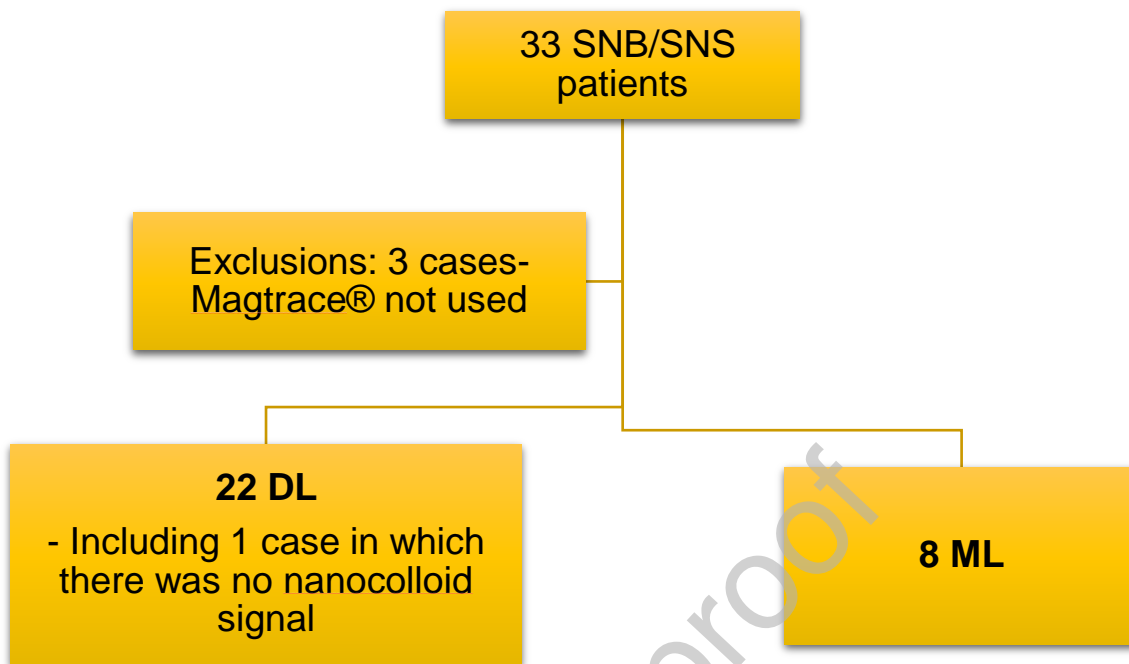 33 SNB/SNS
patients
Exclusions: 3 cases-
Magtrace® not used
22 DL
- Including 1 case in which
there was no nanocolloid
signal
8 ML
proof